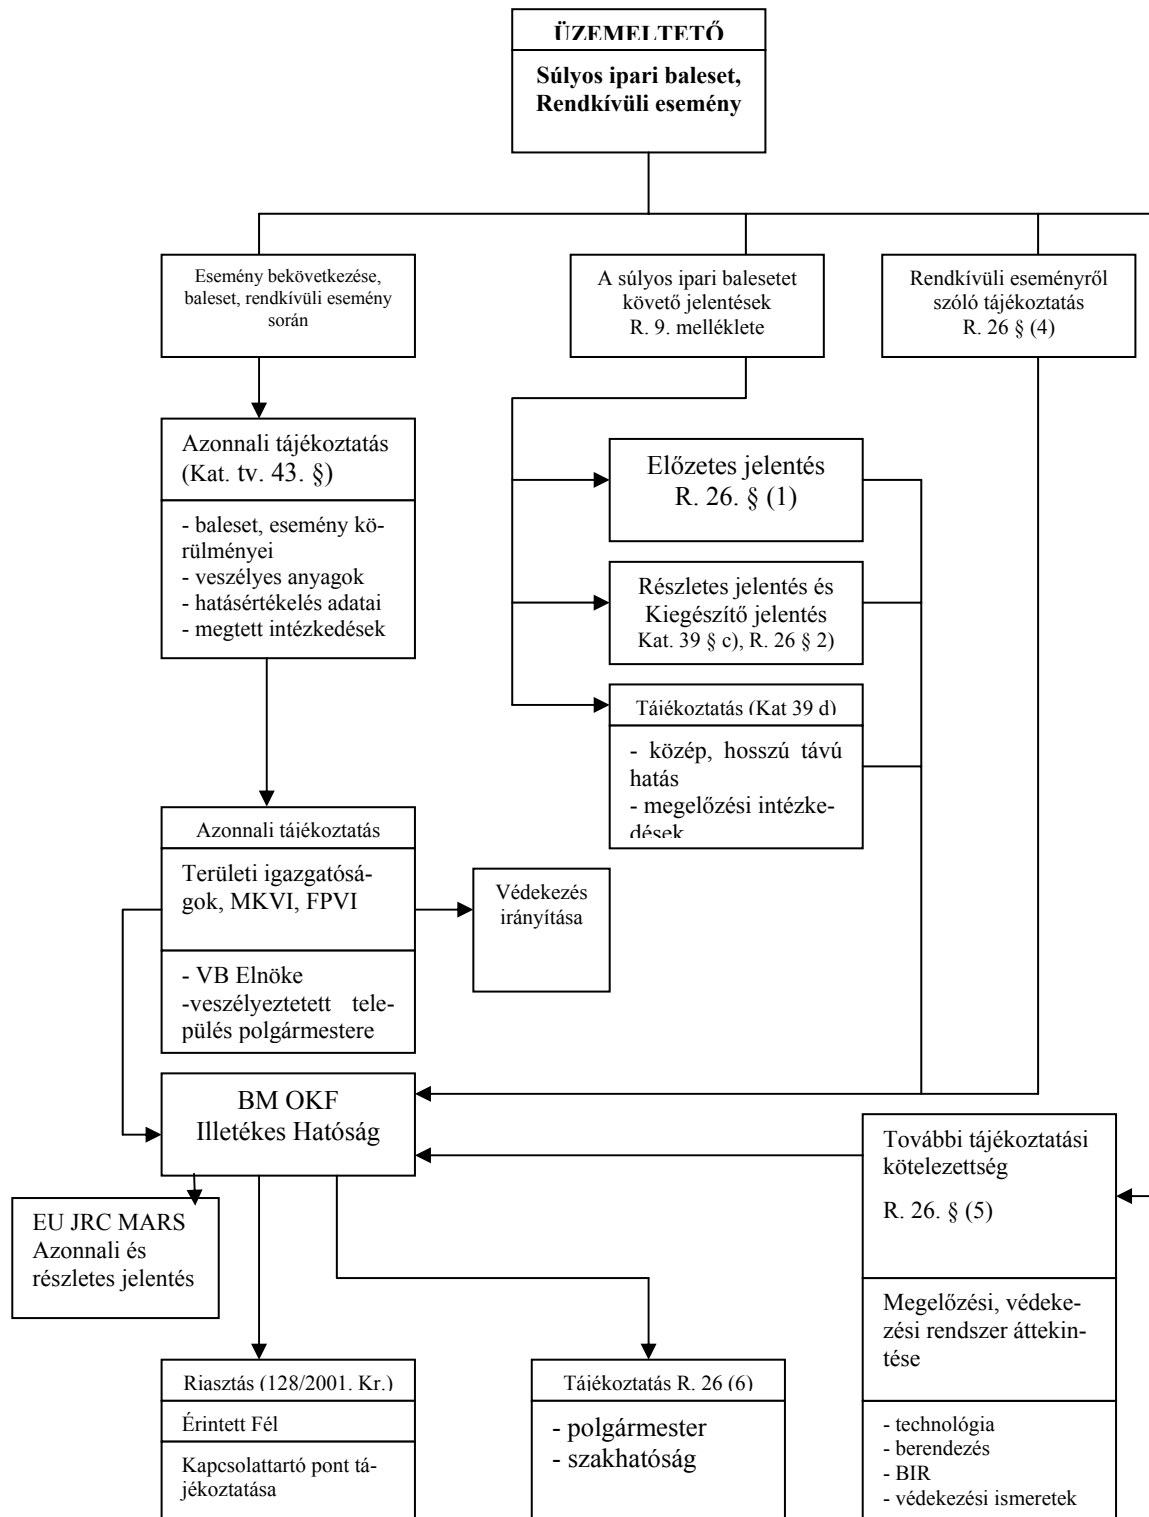 ÜZEMELTETŐ
Súlyos ipari baleset,
Rendkívüli esemény
Esemény bekövetkezése,
baleset, rendkívüli esemény
során
A súlyos ipari balesetet
követő jelentések
R. 9. melléklete
Rendkívüli eseményről
szóló tájékoztatás
R. 26 § (4)
Azonnali tájékoztatás
(Kat. tv. 43. §)
- baleset, esemény kö-
rülményei
- veszélyes anyagok
- hatásértékelés adatai
- megtett intézkedések
Előzetes jelentés
R. 26. § (1)
Részletes jelentés és
Kiegészítő jelentés
Kat. 39 § c), R. 26 § 2)
Tájékoztatás (Kat 39 d)
- közép, hosszú távú
hatás
- megelőzési intézke-
dések
Azonnali tájékoztatás
Területi igazgatósá-
gok, MKVI, FPVI
- VB Elnöke
-veszélyeztetett tele-
pülés polgármestere
Védekezés
irányítása
BM OKF
Illetékes Hatóság
További tájékoztatási
kötelezettség
R. 26. § (5)
Megelőzési, védeke-
zési rendszer áttekin-
tése
- technológia
- berendezés
- BIR
- védekezési ismeretek
EU JRC MARS
Azonnali és
részletes jelentés
Riasztás (128/2001. Kr.)
Érintett Fél
Kapcsolattartó pont tá-
jékoztatása
Tájékoztatás R. 26 (6)
- polgármester
- szakhatóság